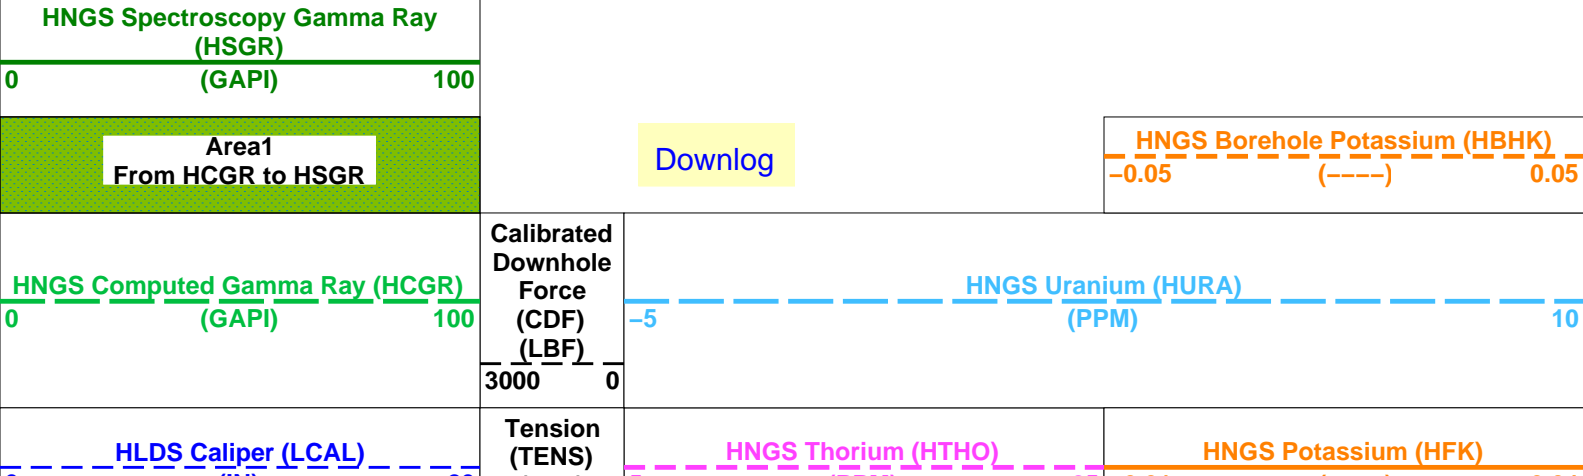 HNGS Spectroscopy Gamma Ray
(HSGR)
0 (GAPI) 100
Area1
From HCGR to HSGR
Downlog
HNGS Borehole Potassium (HBHK)
−0.05 (−−−−) 0.05
HNGS Computed Gamma Ray (HCGR)
0 (GAPI) 100
Calibrated
Downhole
Force
(CDF)
(LBF)
3000 0
HNGS Uranium (HURA)
−5 (PPM) 10
HLDS Caliper (LCAL)
Tension
(TENS)
HNGS Thorium (HTHO)
HNGS Potassium (HFK)